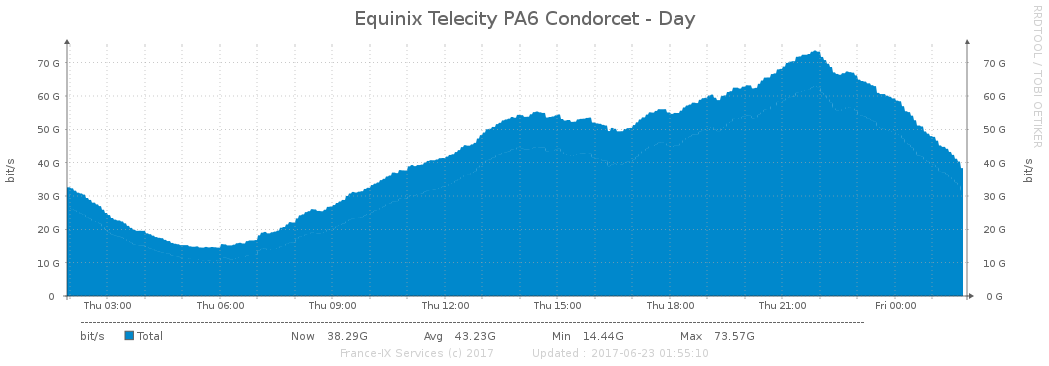 Equinix Telecity PA6 Condorcet - Day
RRDTOOL / TOBI OETIKER
bit/s
bit/s
70 G 70 G
60 G 60 G
50 G 50 G
40 G 40 G
30 G 30 G
20 G 20 G
10 G 10 G
0 0 G
Thu 03:00 Thu 06:00 Thu 09:00 Thu 12:00 Thu 15:00 Thu 18:00 Thu 21:00 Fri 00:00
bit/s Total Now 38.29G Avg 43.23G Min 14.44G Max 73.57G
France-IX Services (c) 2017 Updated : 2017-06-23 01:55:10